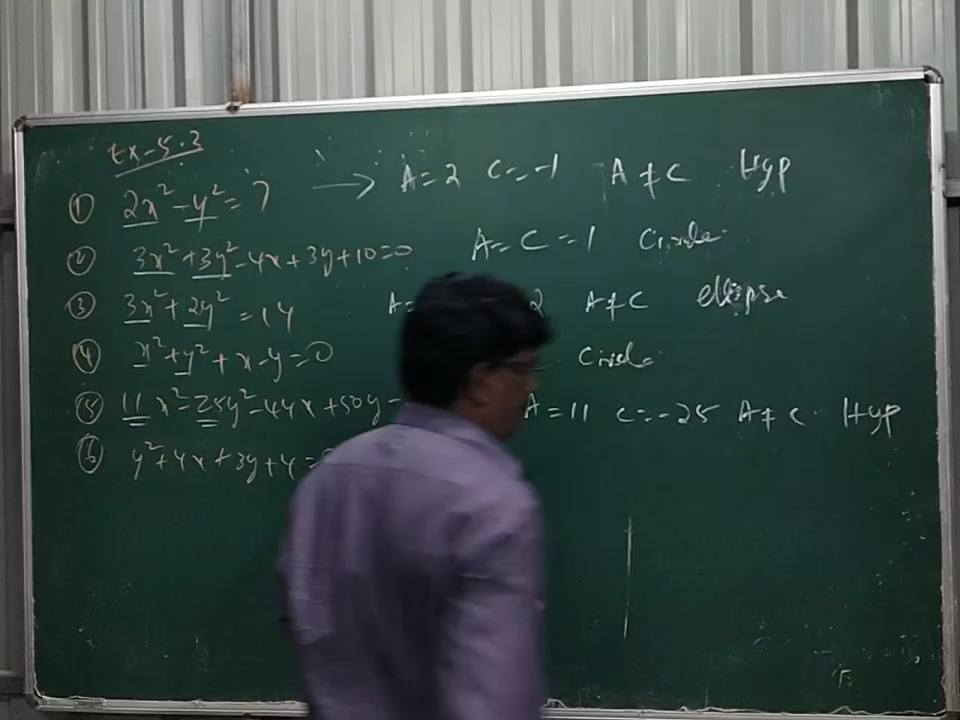 Ex-5.3
① 2x² - y² = 7 → A=2 C=-1 A≠C Hyp
② 3x² + 3y² - 4x + 3y + 10 = 0 A = C = 1 Circle
③ 3x² + 2y² = 14 A= 2 A≠C ellipse
④ x² + y² + x - y = 0 Circle
⑤ 11x² - 25y² - 44x + 50y - A = 11 C = -25 A≠C Hyp
⑥ y² + 4x + 3y + 4 =